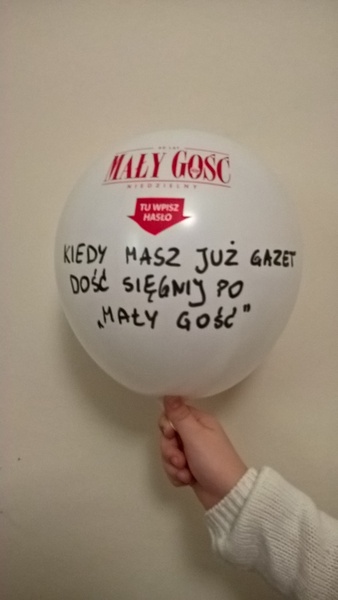 MAŁY GOŚĆ
NIEDZIELNY
TU WPISZ
HASŁO
KIEDY MASZ JUŻ GAZET
DOŚĆ SIĘGNIJ PO
„MAŁY GOŚĆ"